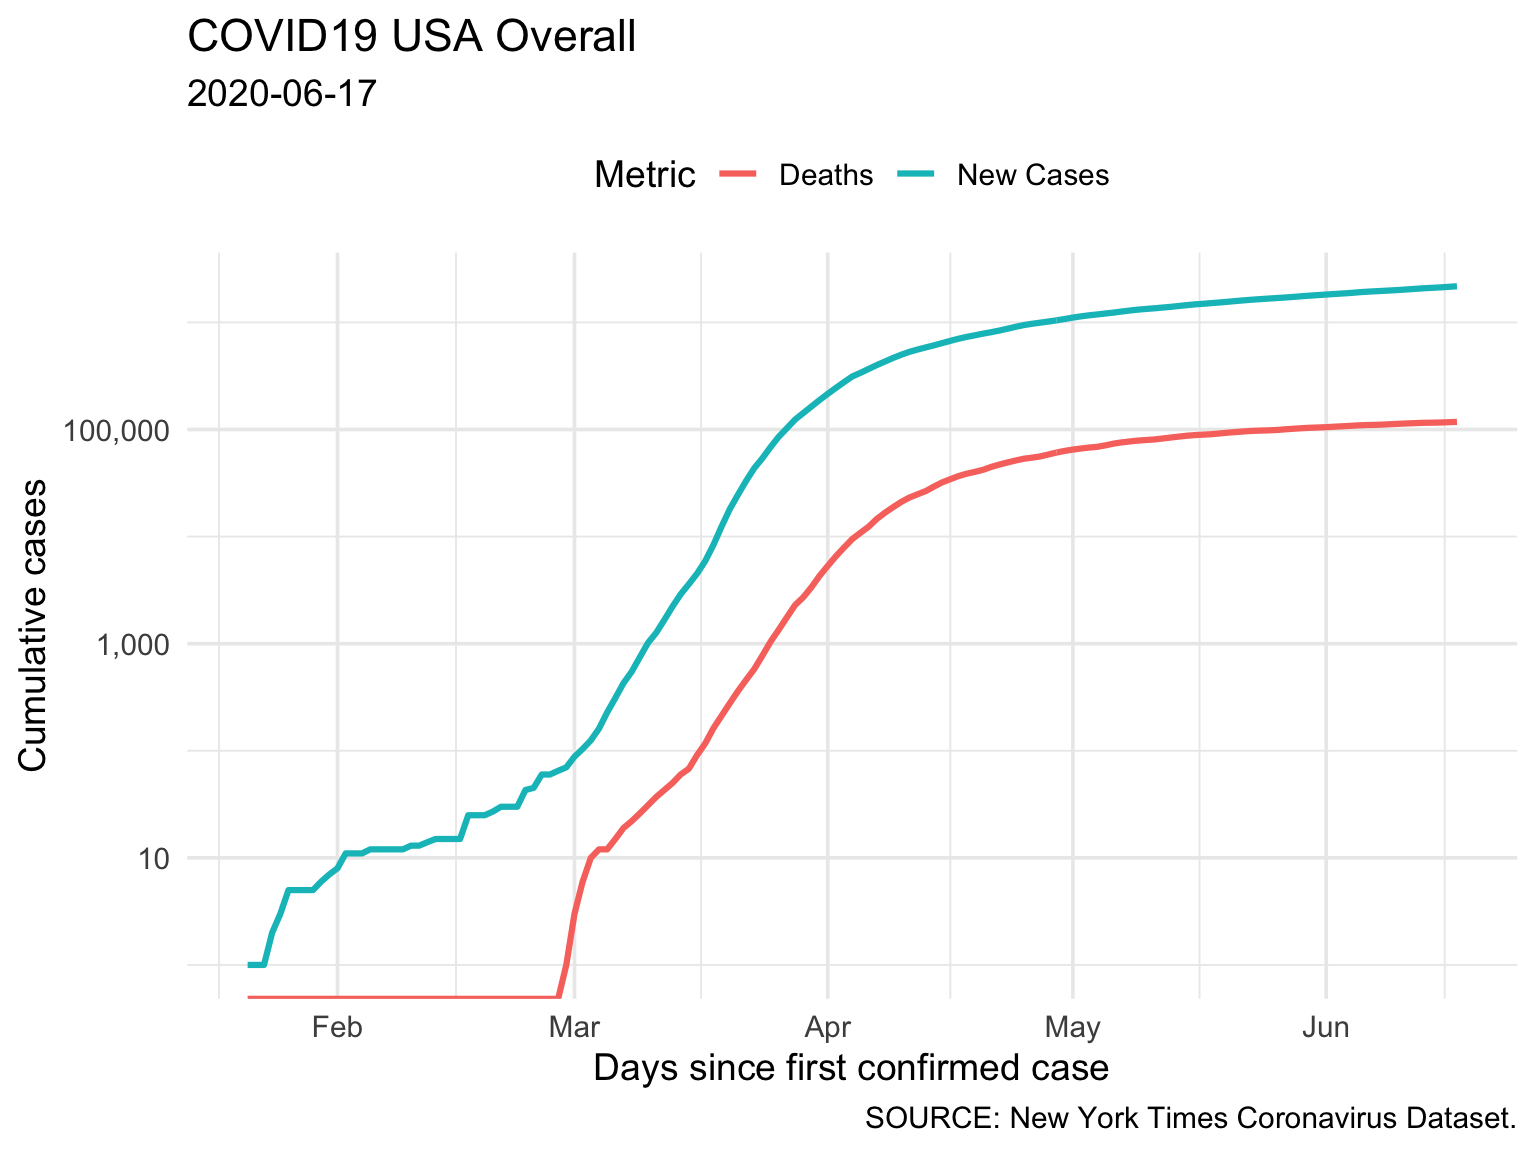 COVID19 USA Overall
2020-06-17
Metric Deaths New Cases
Cumulative cases
100,000
1,000
10
Feb Mar Apr May Jun
Days since first confirmed case
SOURCE: New York Times Coronavirus Dataset.